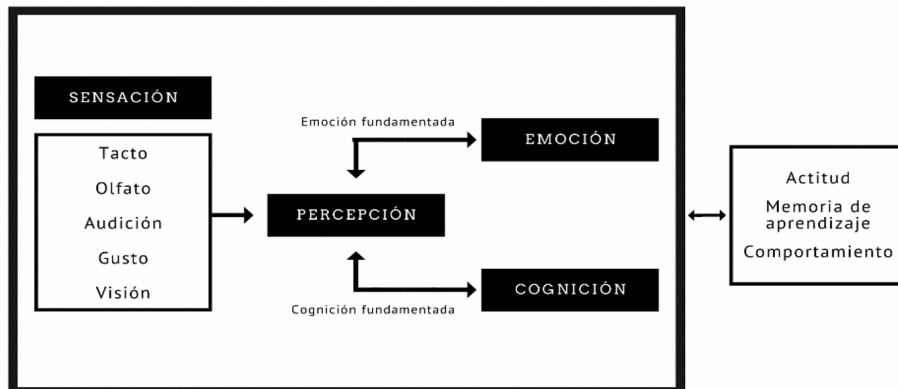 SENSACIÓN
Tacto
Olfato
Audición
Gusto
Visión
Emoción fundamentada
EMOCIÓN
PERCEPCIÓN
COGNICIÓN
Cognición fundamentada
Actitud
Memoria de
aprendizaje
Comportamiento